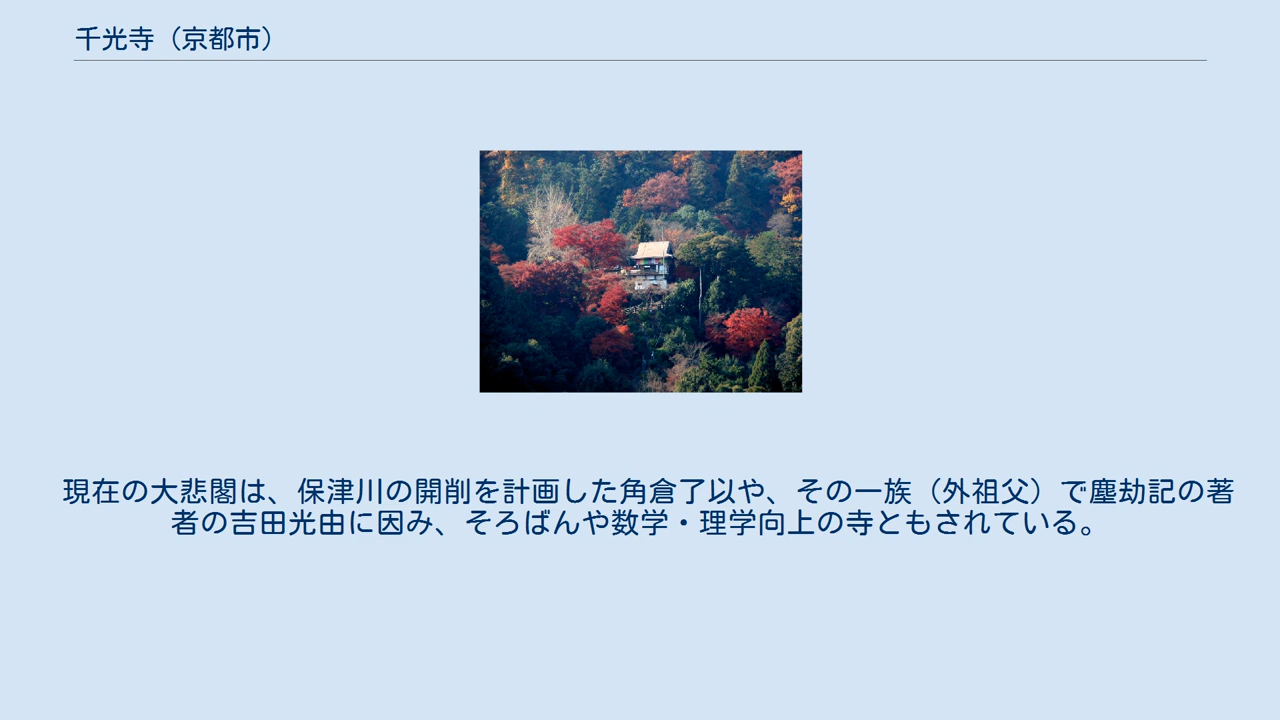 千光寺（京都市）
現在の大悲閣は、保津川の開削を計画した角倉了以や、その一族（外祖父）で塵劫記の著
者の吉田光由に因み、そろばんや数学・理学向上の寺ともされている。